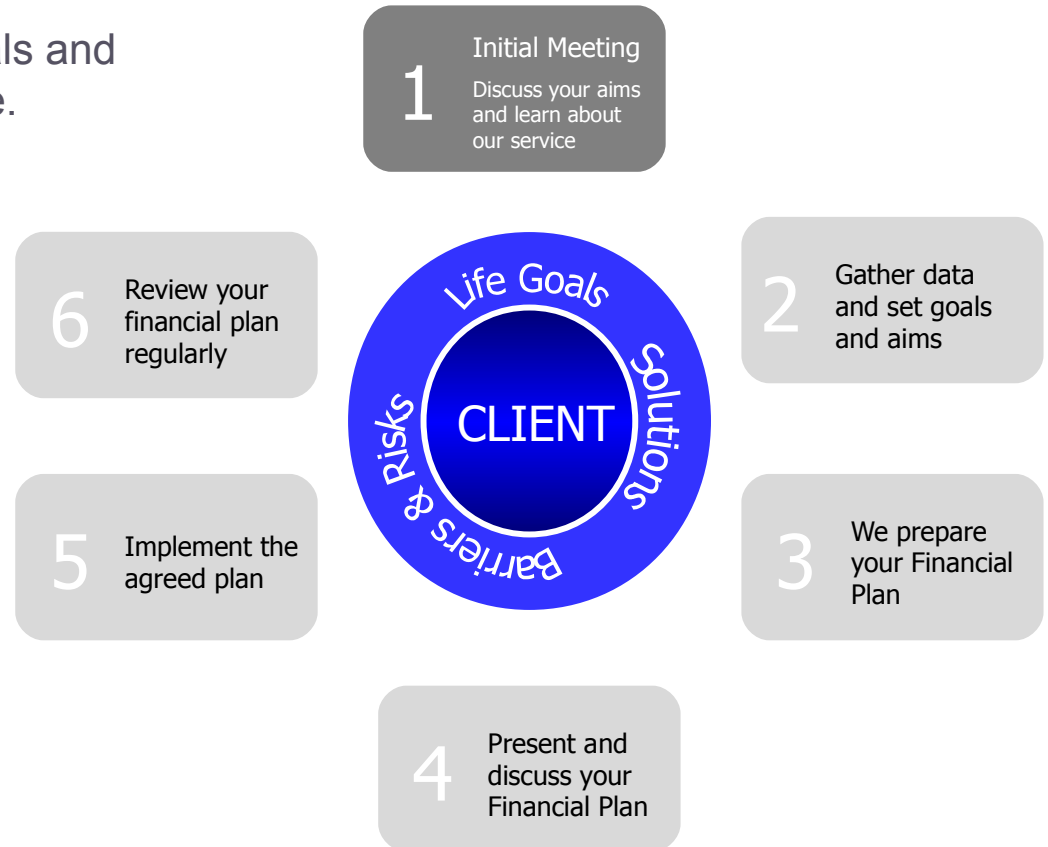 als and
e.
1
Initial Meeting
Discuss your aims
and learn about
our service
2
Gather data
and set goals
and aims
3
We prepare
your Financial
Plan
4
Present and
discuss your
Financial Plan
5
Implement the
agreed plan
6
Review your
financial plan
regularly
Life Goals
Solutions
Barriers & Risks
CLIENT